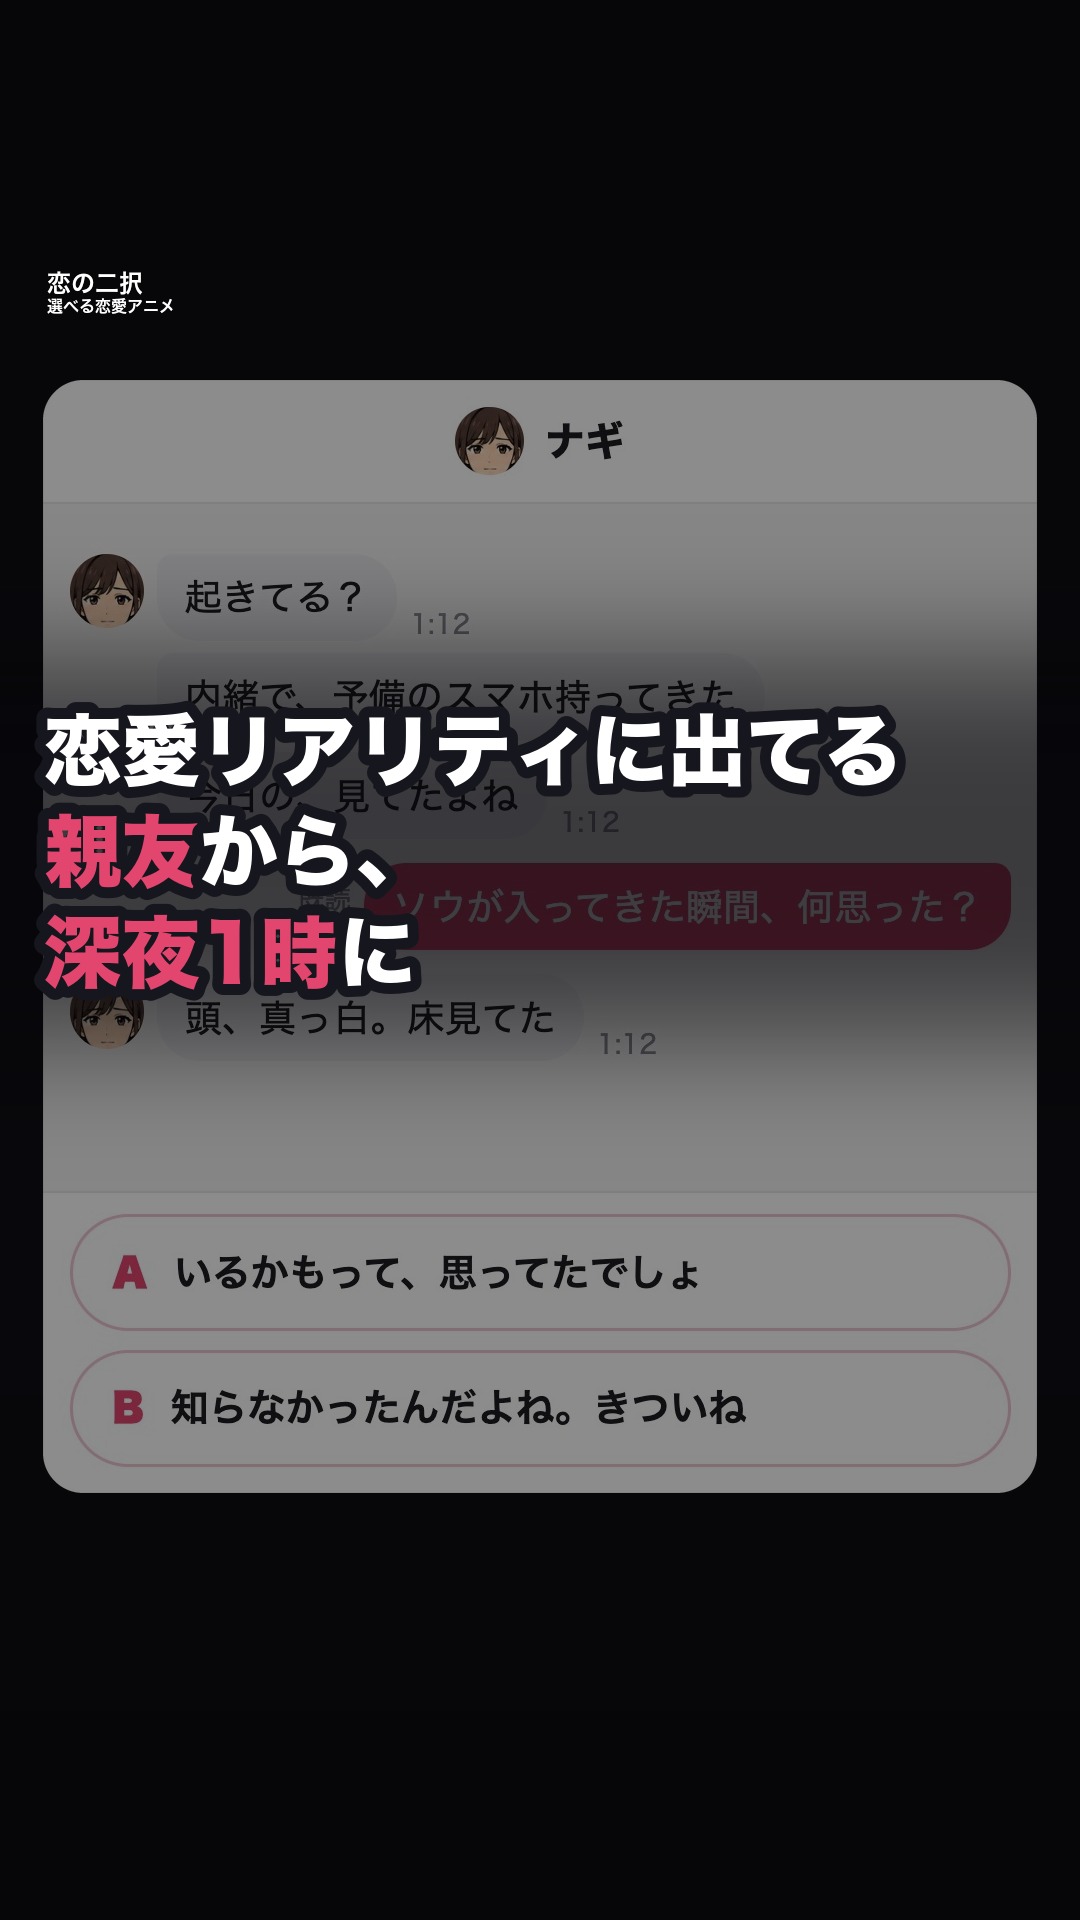 恋の二択
選べる恋愛アニメ
ナギ
起きてる？
1:12
内緒で、予備のスマホ持ってきた
恋愛リアリティに出てる
今日の、見てたよね
1:12
親友から、
既読
ソウが入ってきた瞬間、何思った？
深夜1時に
頭、真っ白。床見てた
1:12
A いるかもって、思ってたでしょ
B 知らなかったんだよね。きついね